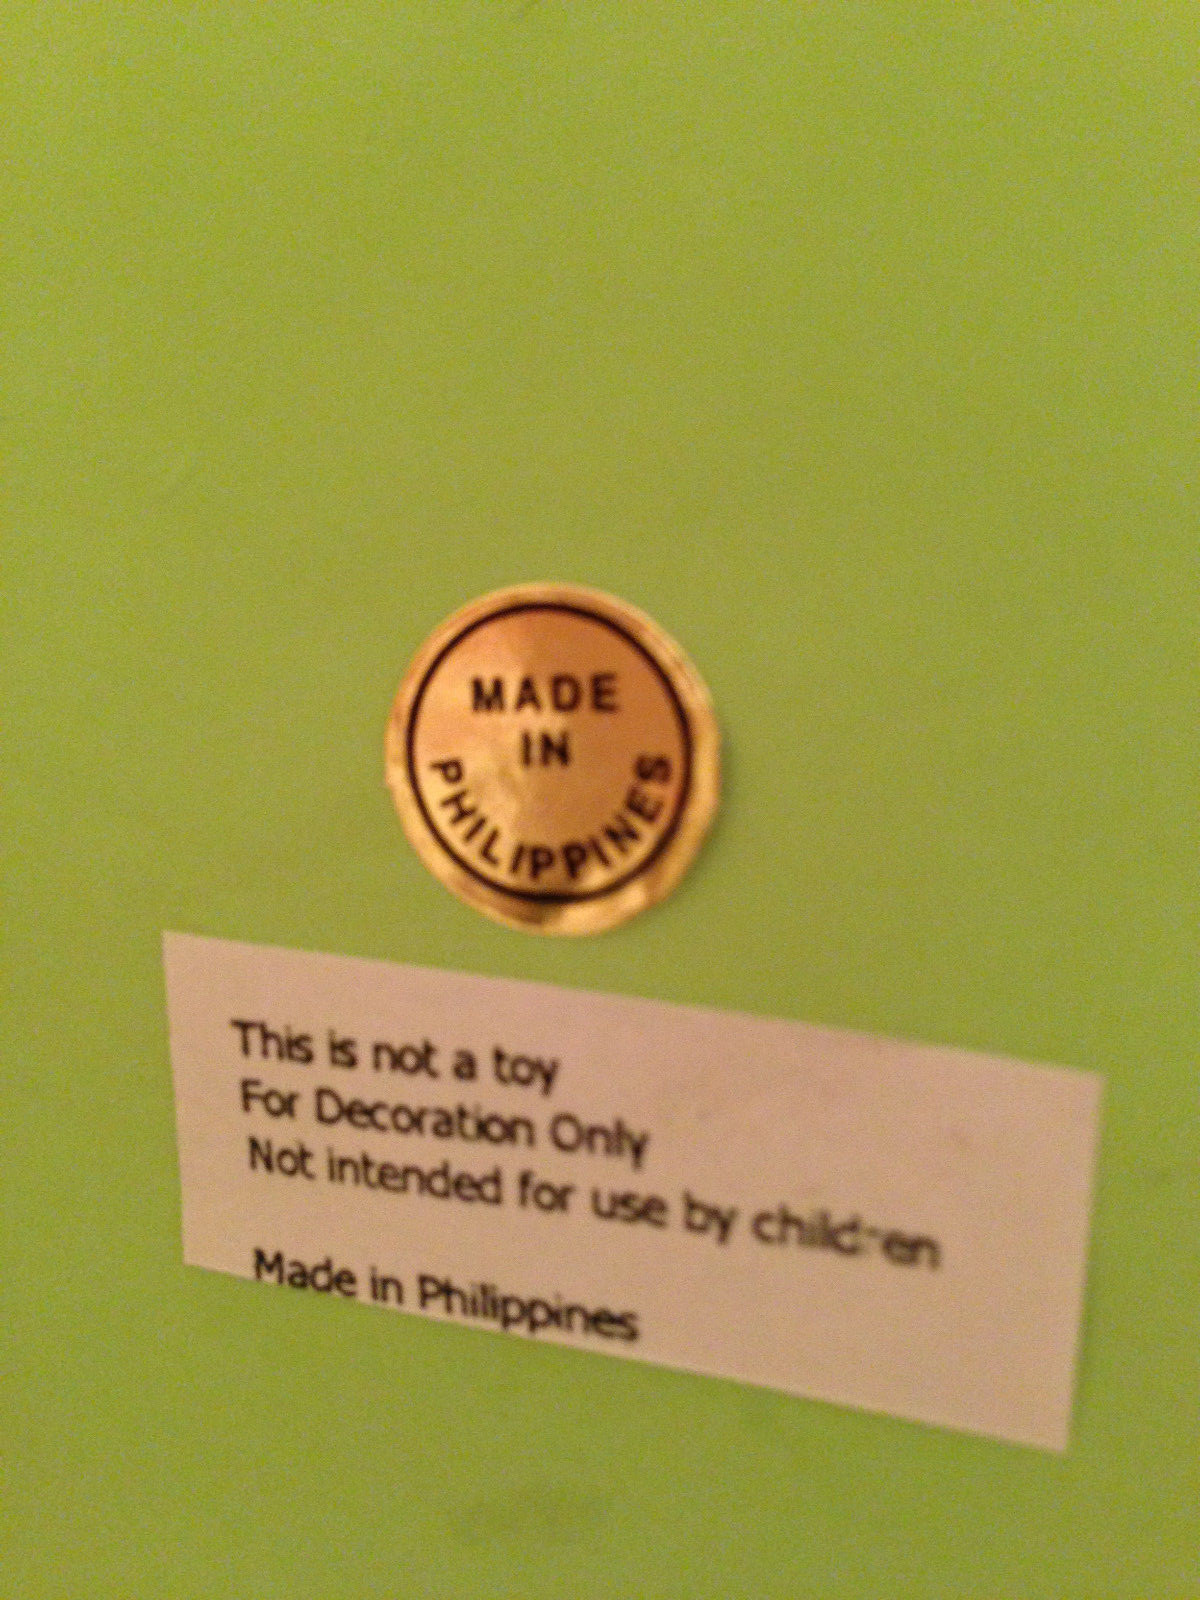 MADE
IN
PHILIPPINES
This is not a toy
For Decoration Only
Not intended for use by children
Made in Philippines